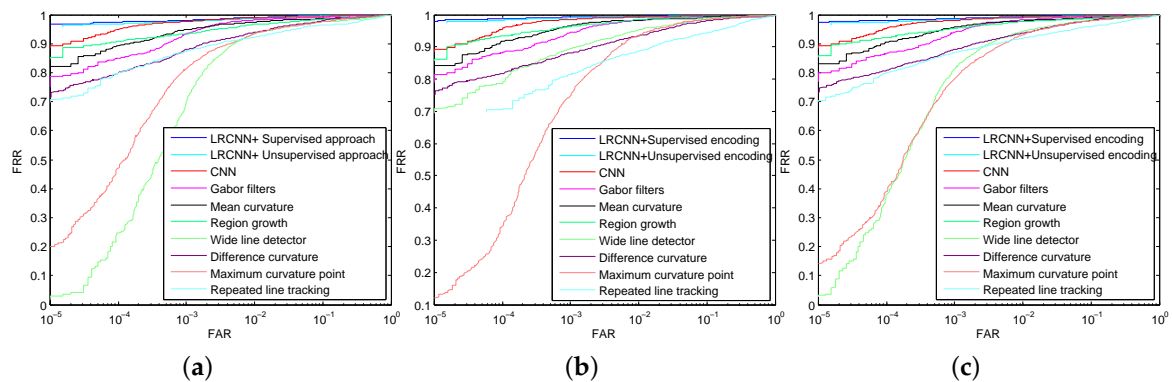 1
0.9
0.8
0.7
0.6
0.5
0.4
0.3
0.2
0.1
0
FRR
LRCNN+ Supervised approach
LRCNN+ Unsupervised approach
CNN
Gabor filters
Mean curvature
Region growth
Wide line detector
Difference curvature
Maximum curvature point
Repeated line tracking
10⁻⁵ 10⁻⁴ 10⁻³ 10⁻² 10⁻¹ 10⁰
FAR
(a)
1
0.9
0.8
0.7
0.6
0.5
0.4
0.3
0.2
0.1
FRR
LRCNN+Supervised encoding
LRCNN+Unsupervised encoding
CNN
Gabor filters
Mean curvature
Region growth
Wide line detector
Difference curvature
Maximum curvature point
Repeated line tracking
10⁻⁵ 10⁻⁴ 10⁻³ 10⁻² 10⁻¹ 10⁰
FAR
(b)
1
0.9
0.8
0.7
0.6
0.5
0.4
0.3
0.2
0.1
0
FRR
LRCNN+Supervised encoding
LRCNN+Unsupervised encoding
CNN
Gabor filters
Mean curvature
Region growth
Wide line detector
Difference curvature
Maximum curvature point
Repeated line tracking
10⁻⁵ 10⁻⁴ 10⁻³ 10⁻² 10⁻¹ 10⁰
FAR
(c)